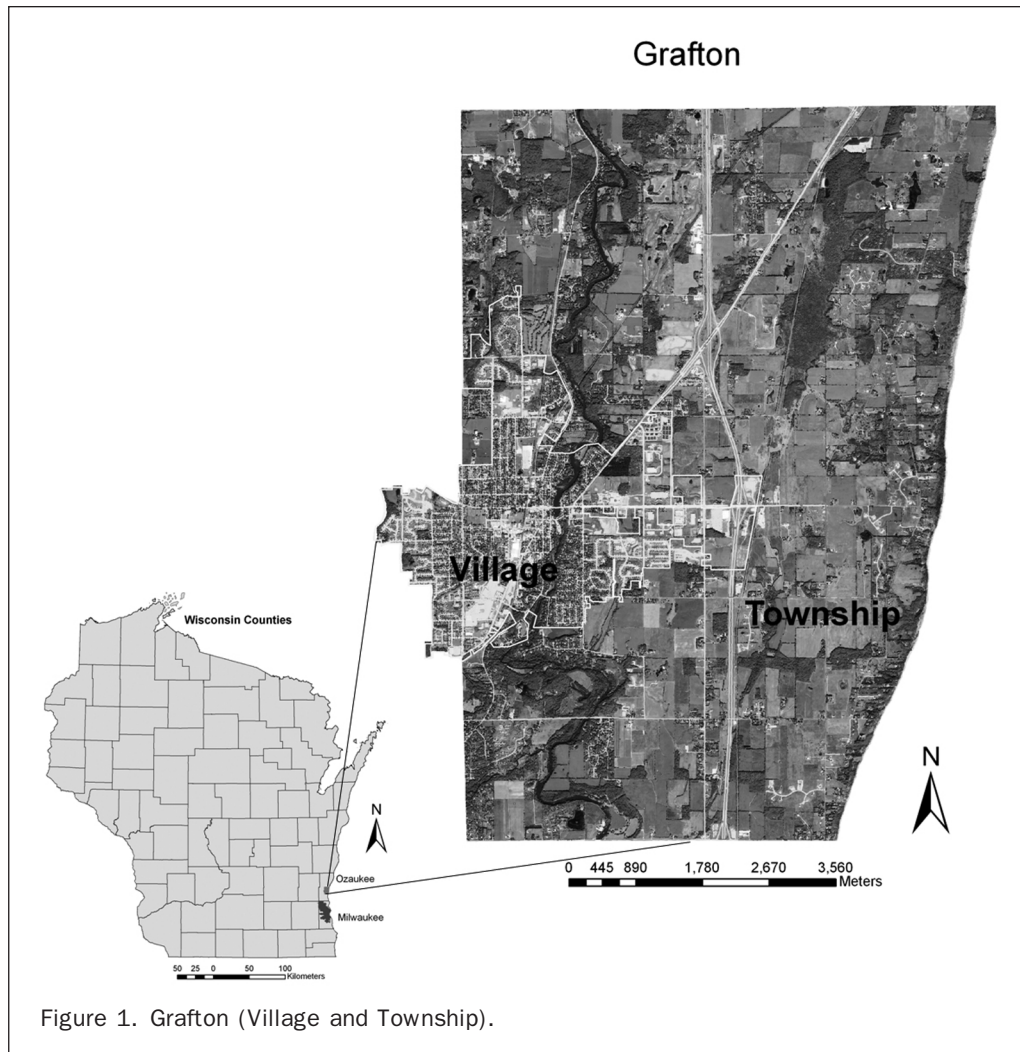 Grafton
Village
Township
N
0 445 890 1,780 2,670 3,560
Meters
Wisconsin Counties
N
Ozaukee
Milwaukee
50 25 0 50 100
Kilometers
Figure 1. Grafton (Village and Township).